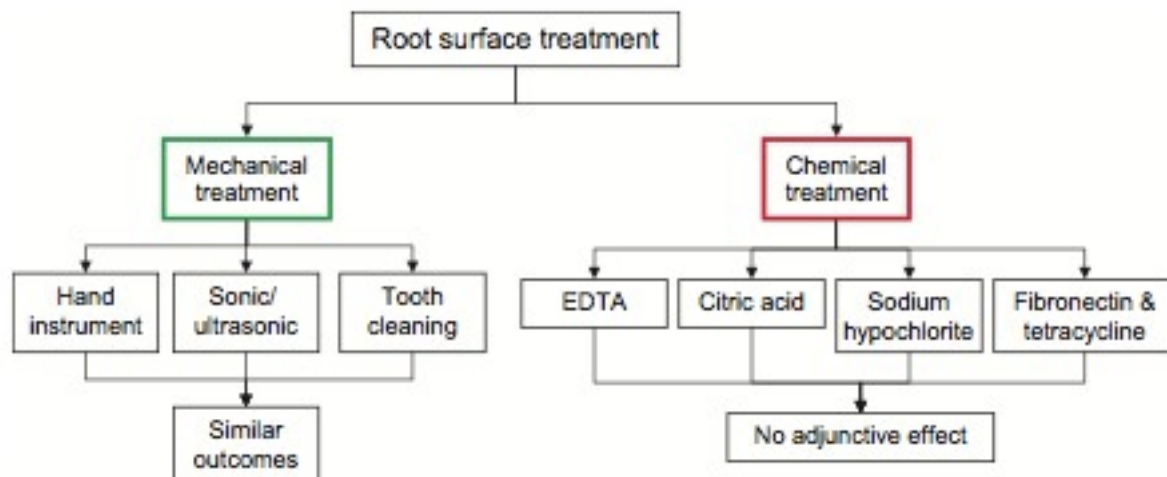 Root surface treatment
Mechanical
treatment
Chemical
treatment
Hand
instrument
Sonic/
ultrasonic
Tooth
cleaning
EDTA
Citric acid
Sodium
hypochlorite
Fibronectin &
tetracycline
Similar
outcomes
No adjunctive effect